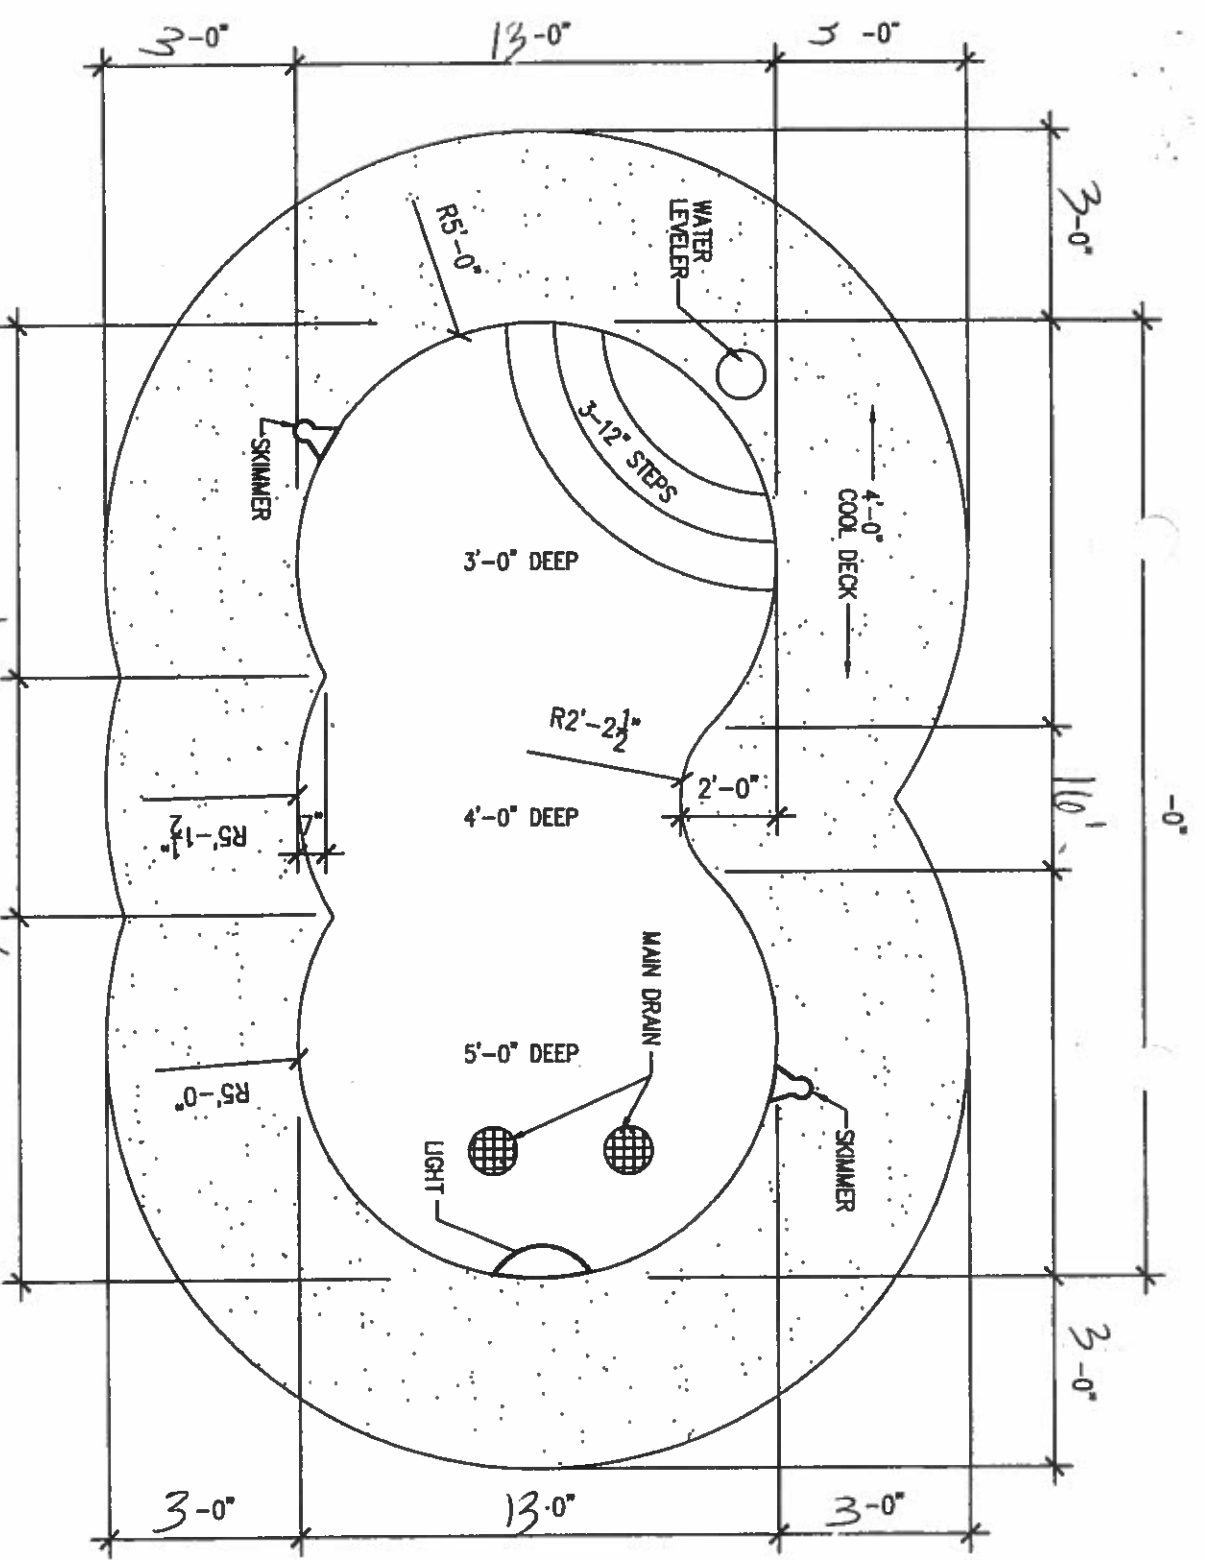 3-0"
13-0"
3 -0"
3-0"
WATER
LEVELER
R5'-0"
3-12" STEPS
4'-0"
COOL DECK
SKIMMER
3'-0" DEEP
R2'-2½"
2'-0"
16'
-0"
4'-0" DEEP
7"
R5'-1½"
MAIN DRAIN
5'-0" DEEP
R5'-0"
LIGHT
SKIMMER
3-0"
3-0"
13-0"
3-0"